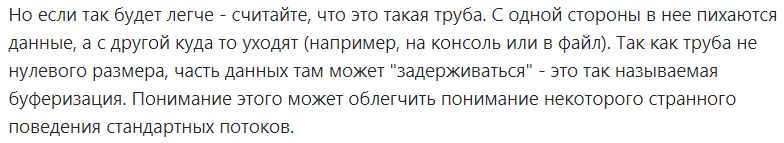 Но если так будет легче - считайте, что это такая труба. С одной стороны в нее пихаются
данные, а с другой куда то уходят (например, на консоль или в файл). Так как труба не
нулевого размера, часть данных там может "задерживаться" - это так называемая
буферизация. Понимание этого может облегчить понимание некоторого странного
поведения стандартных потоков.